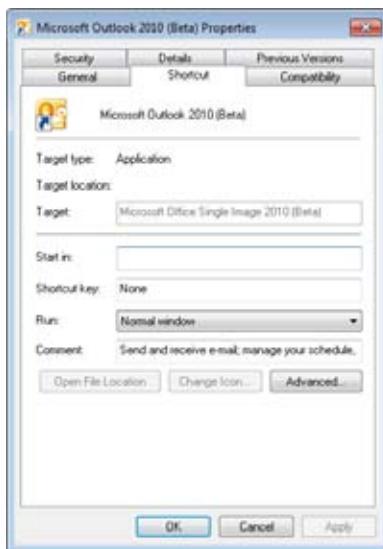 Microsoft Outlook 2010 (Beta) Properties
Security Details Previous Versions
General Shortcut Compatibility
Microsoft Outlook 2010 (Beta)
Target type: Application
Target location:
Target: Microsoft Office Single Image 2010 (Beta)
Start in:
Shortcut key: None
Run: Normal window
Comment: Send and receive e-mail; manage your schedule,
Open File Location Change Icon... Advanced...
OK Cancel Apply